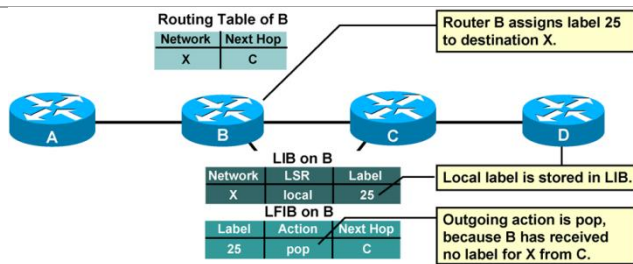 Routing Table of B
Network Next Hop
X C
Router B assigns label 25
to destination X.
A
B
C
D
LIB on B
Network LSR Label
X local 25
Local label is stored in LIB.
LFIB on B
Label Action Next Hop
25 pop C
Outgoing action is pop,
because B has received
no label for X from C.